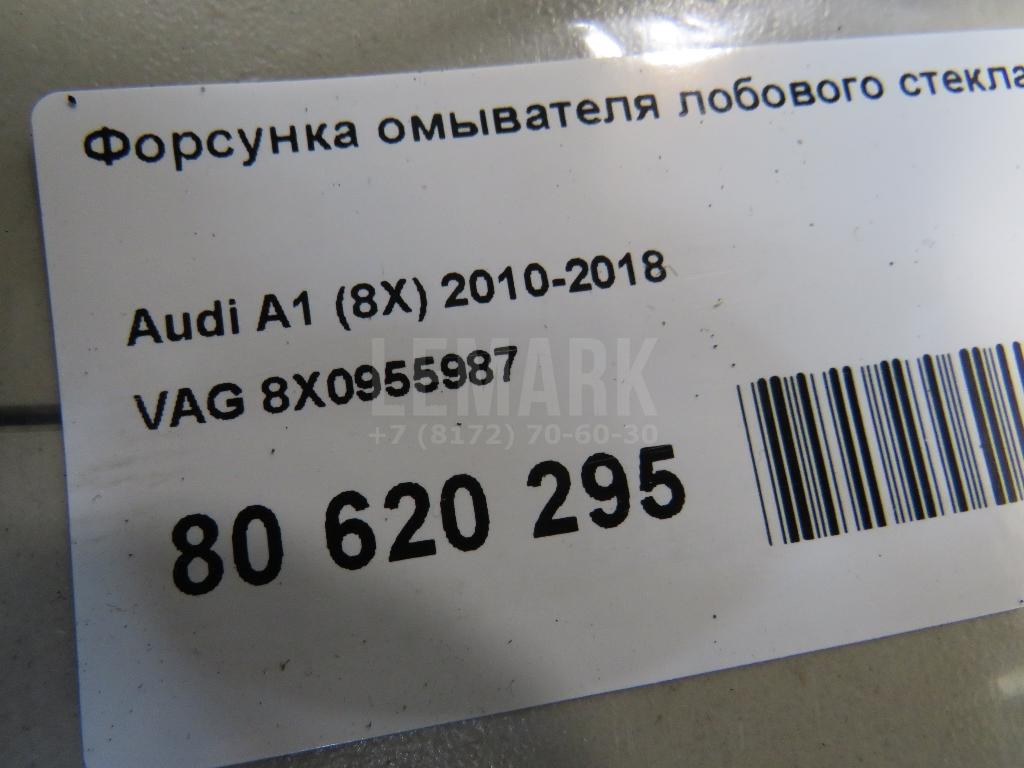 Форсунка омывателя лобового стекла
Audi A1 (8X) 2010-2018
VAG 8X0955987
LEMARK
+7 (8172) 70-60-30
80 620 295